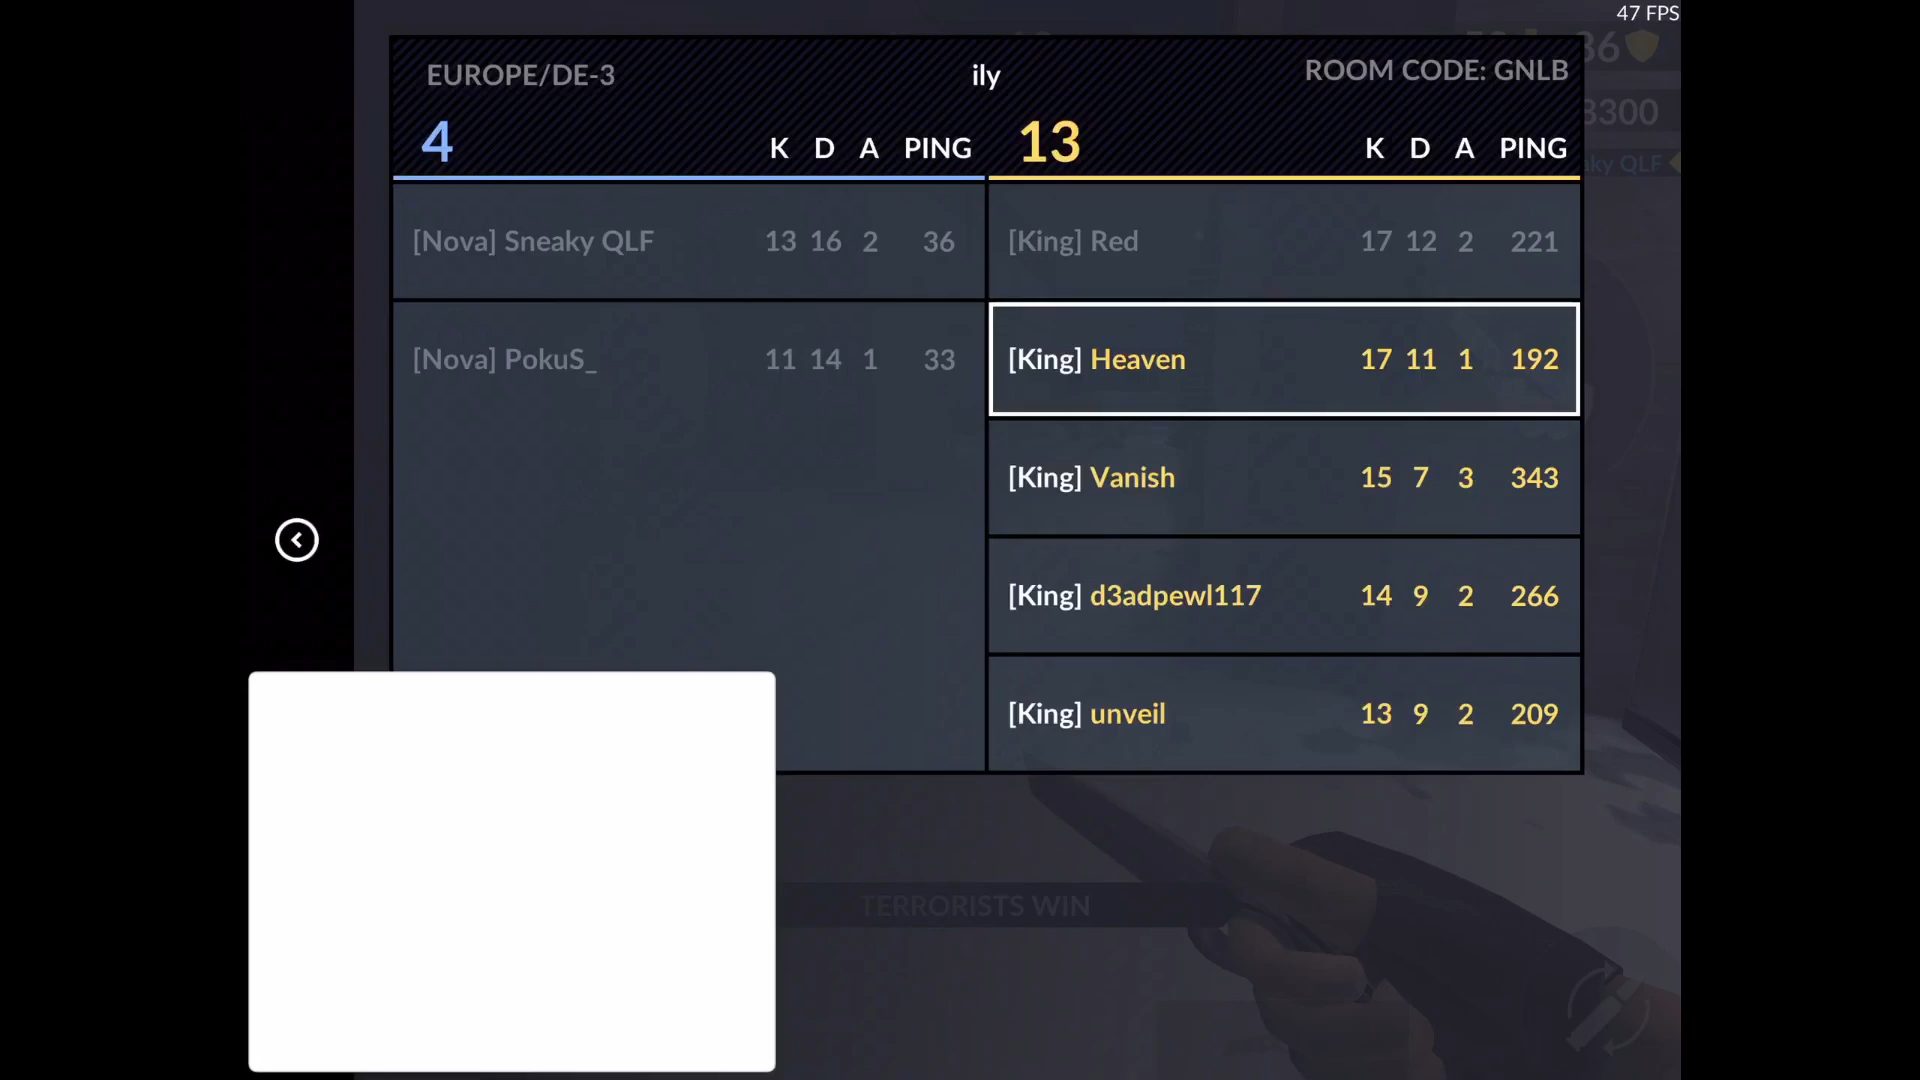 47 FPS
EUROPE/DE-3
ily
ROOM CODE: GNLB
4 K D A PING
13 K D A PING
[Nova] Sneaky QLF 13 16 2 36
[King] Red 17 12 2 221
[Nova] PokuS_ 11 14 1 33
[King] Heaven 17 11 1 192
[King] Vanish 15 7 3 343
[King] d3adpewl117 14 9 2 266
[King] unveil 13 9 2 209
TERRORISTS WIN